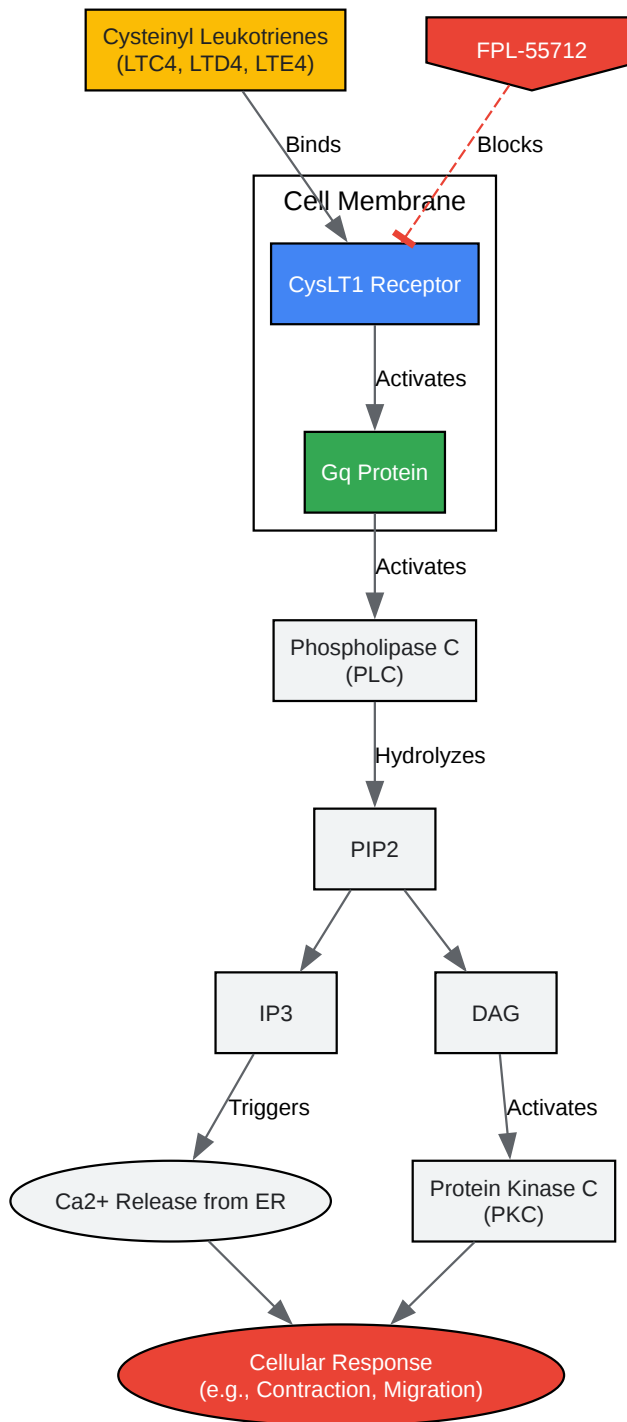 Cysteinyl Leukotrienes
(LTC4, LTD4, LTE4)
FPL-55712
Binds
Blocks
Cell Membrane
CysLT1 Receptor
Activates
Gq Protein
Activates
Phospholipase C
(PLC)
Hydrolyzes
PIP2
IP3
DAG
Triggers
Activates
Ca2+ Release from ER
Protein Kinase C
(PKC)
Cellular Response
(e.g., Contraction, Migration)